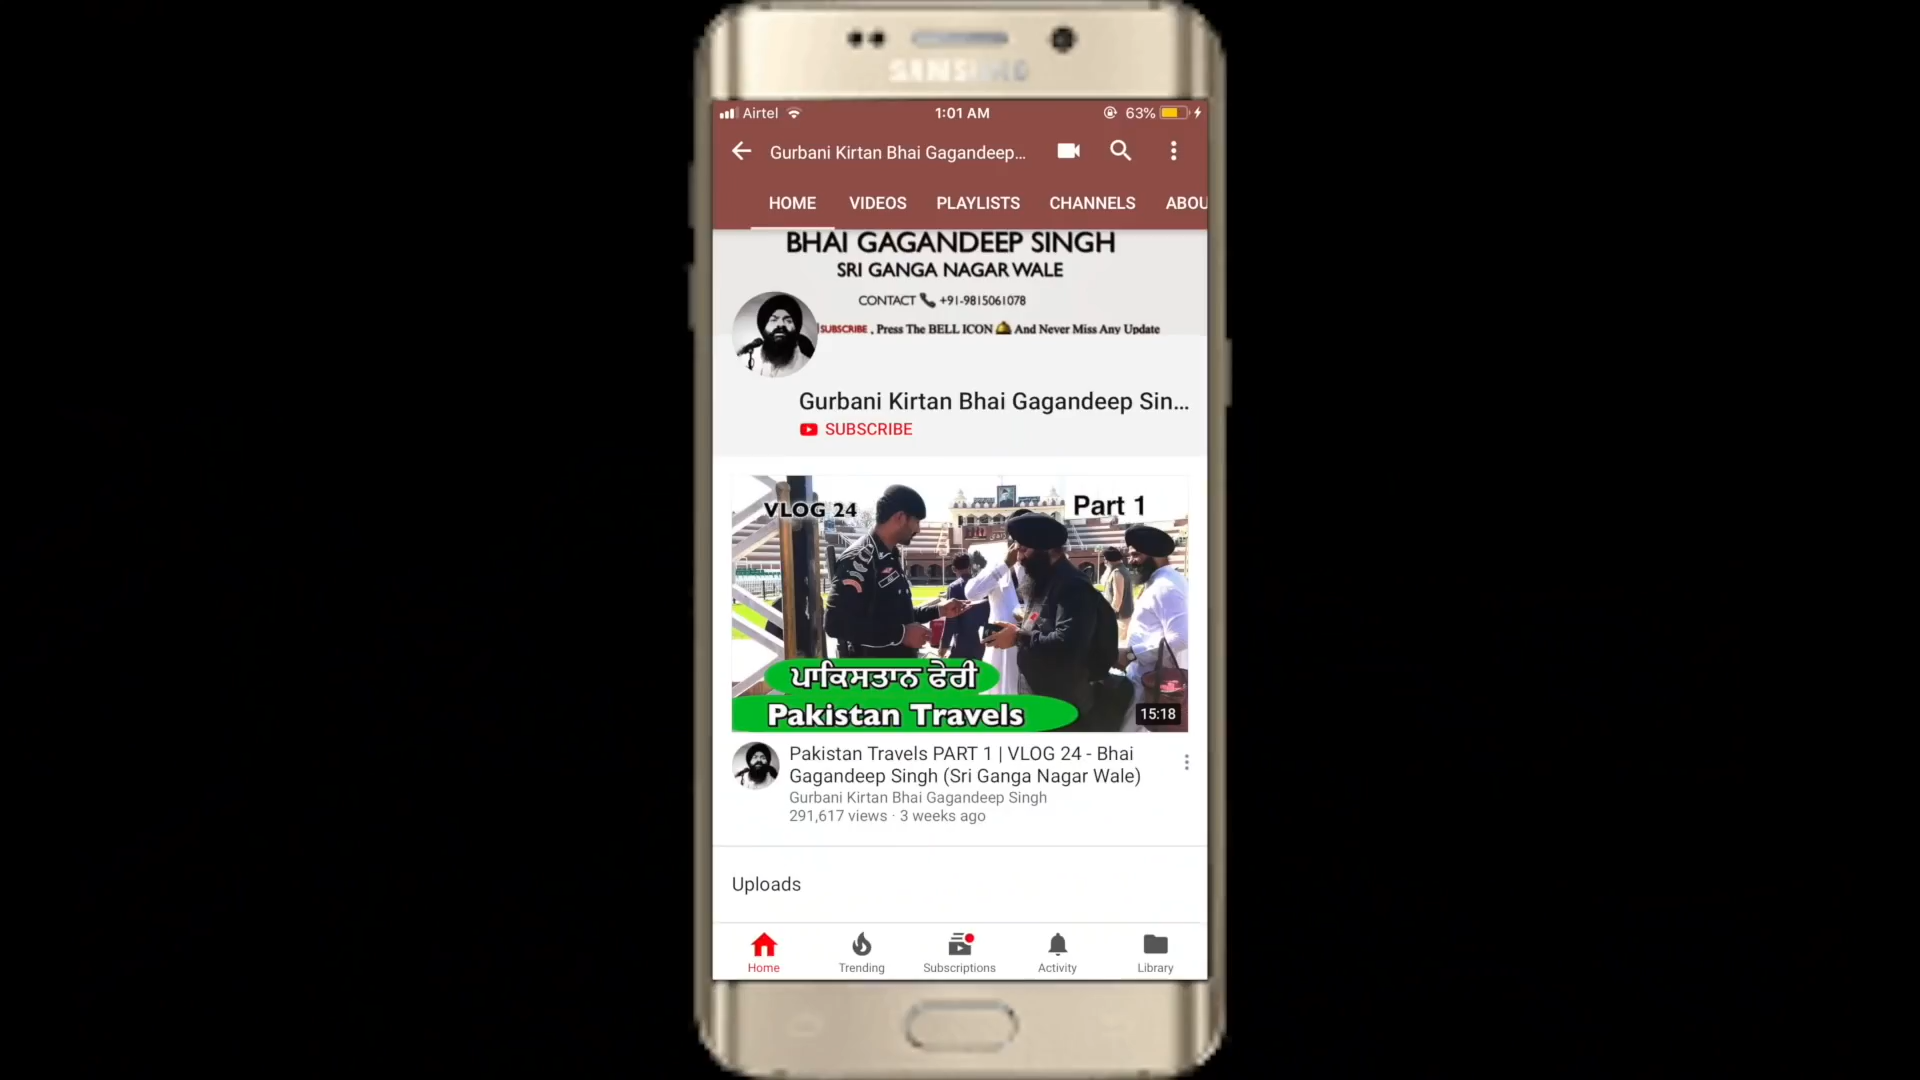 SAMSUNG
Airtel 1:01 AM 63%
Gurbani Kirtan Bhai Gagandeep...
HOME VIDEOS PLAYLISTS CHANNELS ABOU
BHAI GAGANDEEP SINGH
SRI GANGA NAGAR WALE
CONTACT +91-9815061078
SUBSCRIBE , Press The BELL ICON And Never Miss Any Update
Gurbani Kirtan Bhai Gagandeep Sin...
SUBSCRIBE
VLOG 24
Part 1
ਪਾਕਿਸਤਾਨ ਫੇਰੀ
Pakistan Travels
15:18
Pakistan Travels PART 1 | VLOG 24 - Bhai
Gagandeep Singh (Sri Ganga Nagar Wale)
Gurbani Kirtan Bhai Gagandeep Singh
291,617 views · 3 weeks ago
Uploads
Home Trending Subscriptions Activity Library